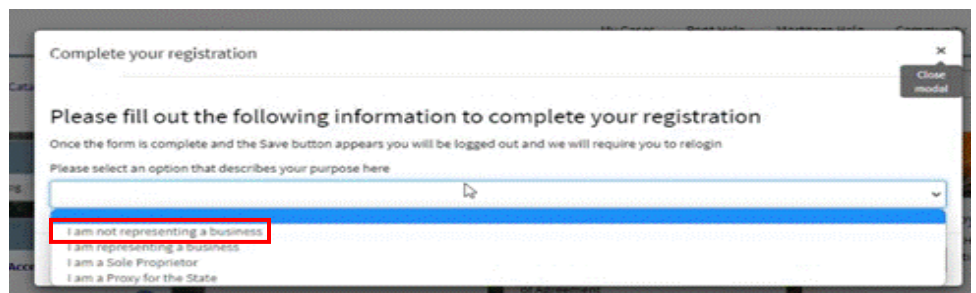 Complete your registration
×
Close
modal
Please fill out the following information to complete your registration
Once the form is complete and the Save button appears you will be logged out and we will require you to relogin
Please select an option that describes your purpose here
I am not representing a business
I am representing a business
I am a Sole Proprietor
I am a Proxy for the State
of Agreement